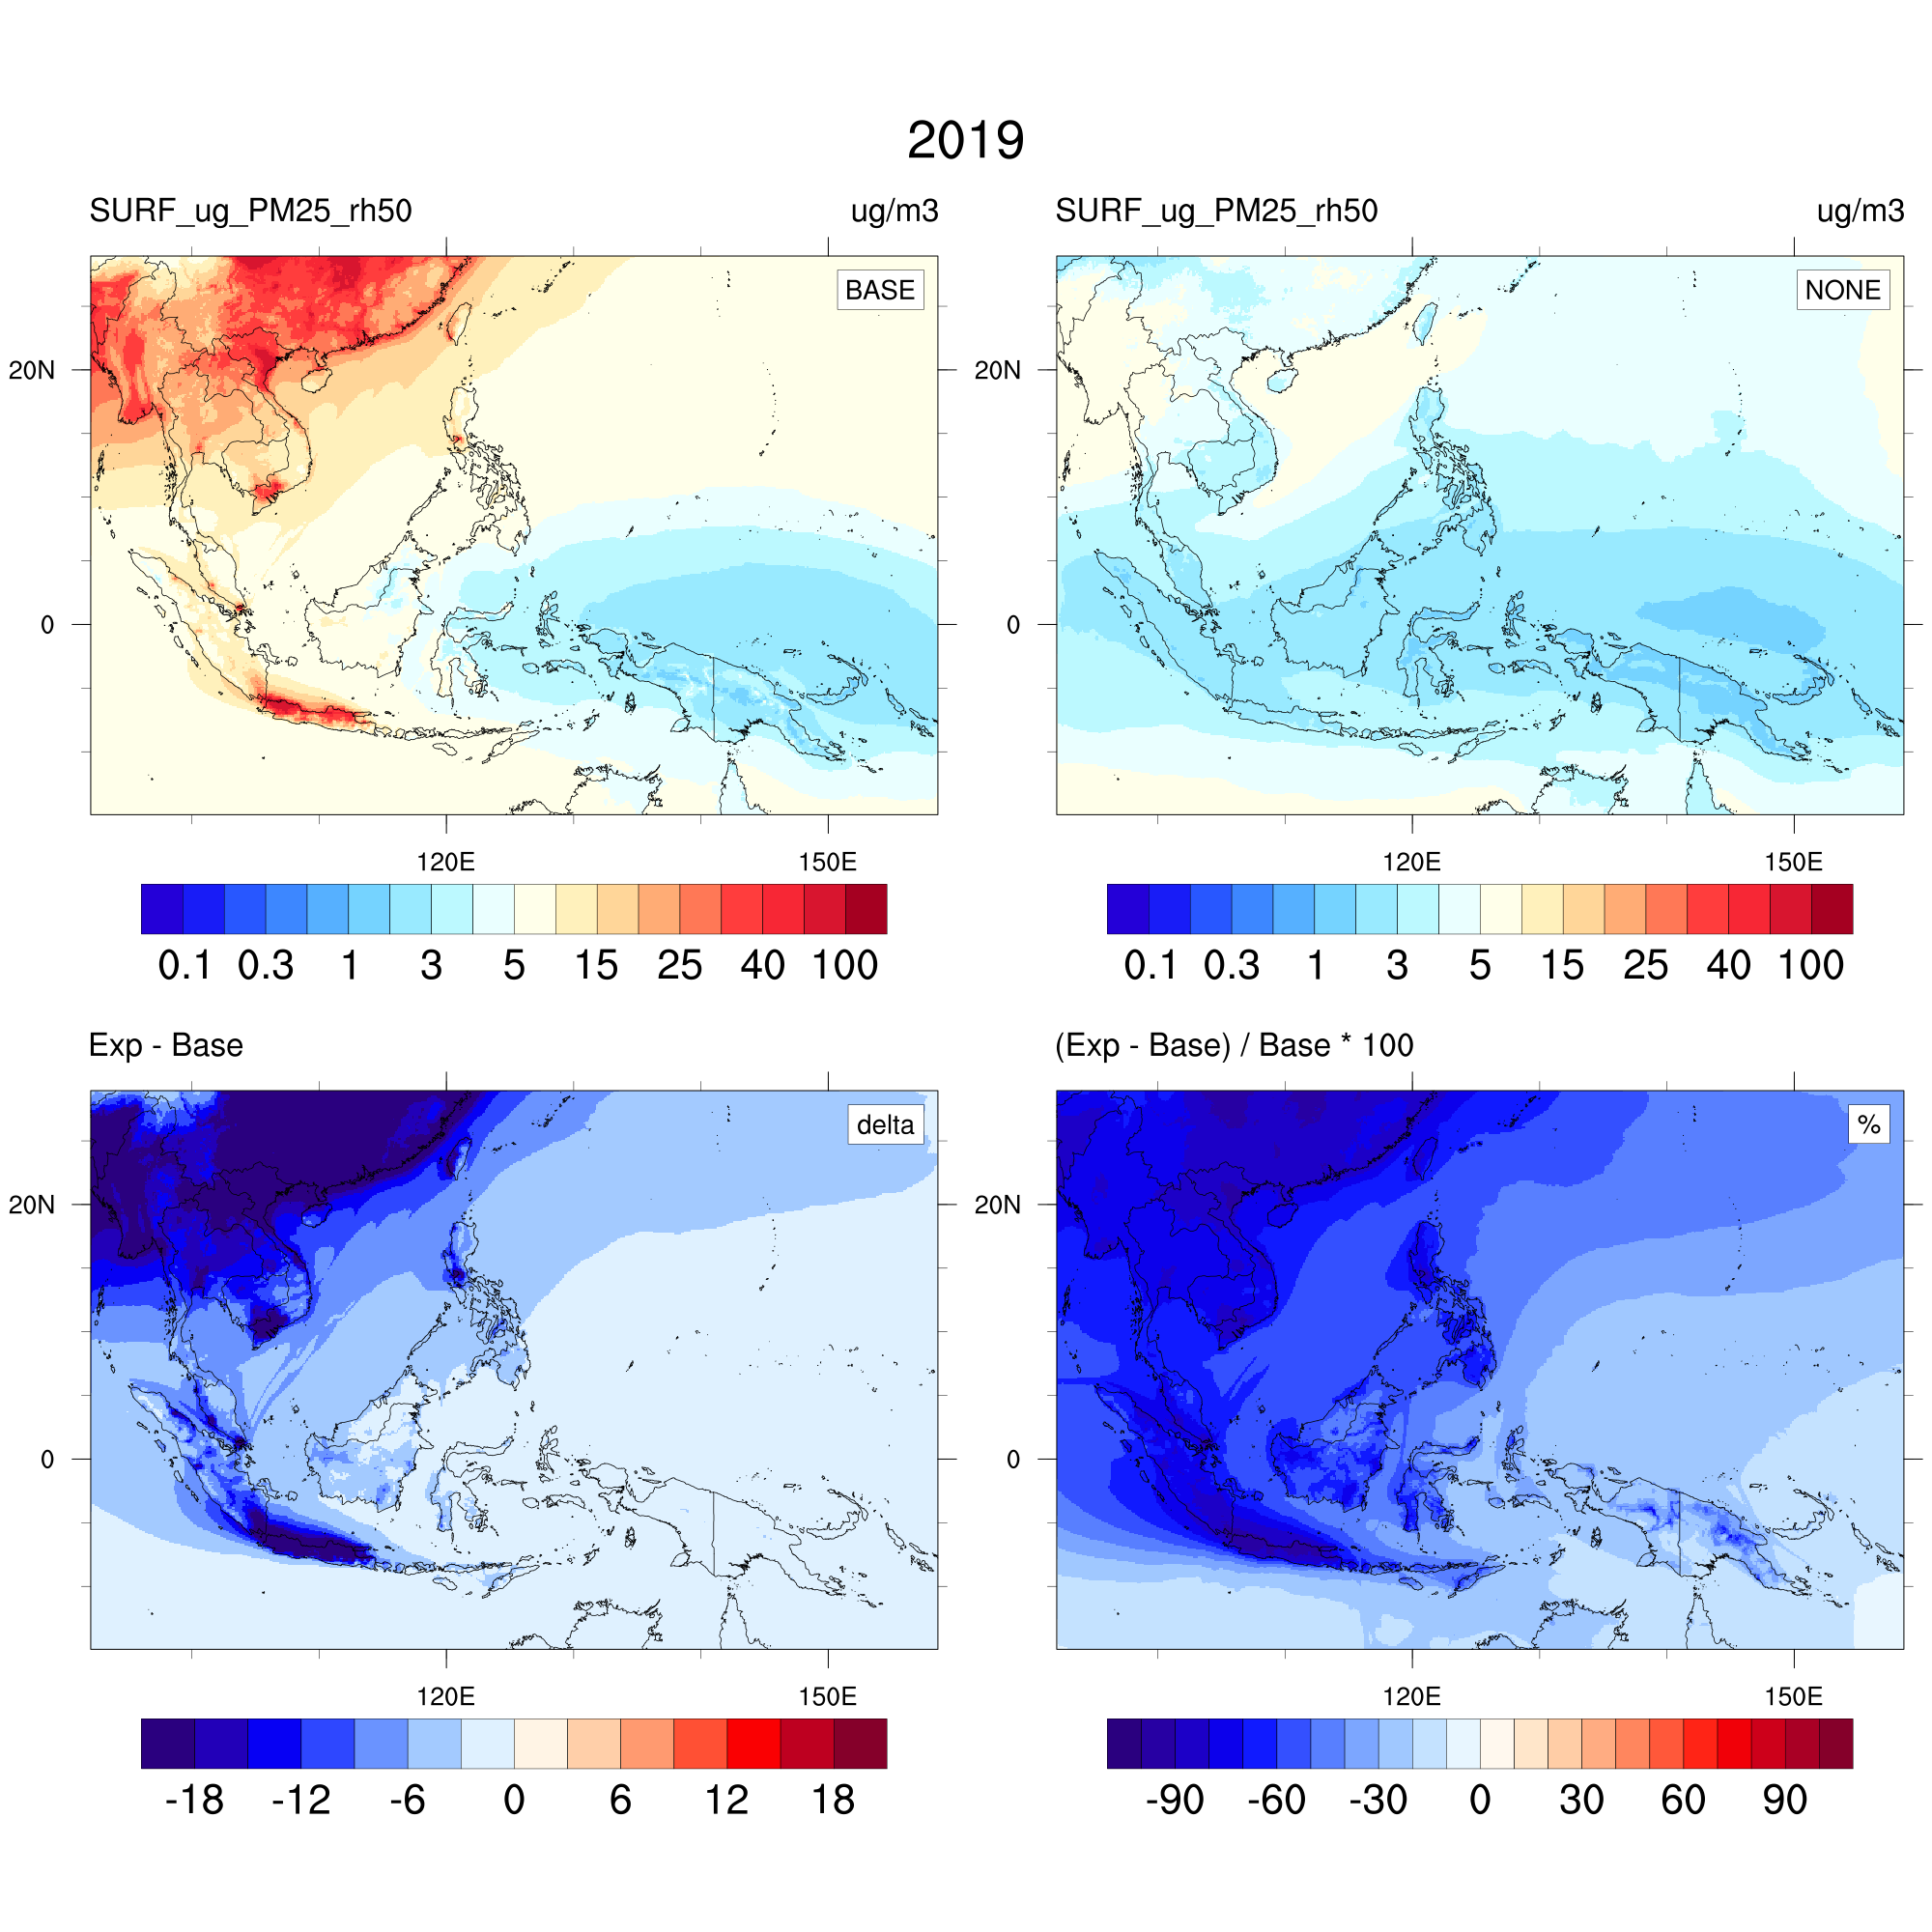 2019
SURF_ug_PM25_rh50 ug/m3
BASE
20N
0
120E 150E
0.1 0.3 1 3 5 15 25 40 100
SURF_ug_PM25_rh50 ug/m3
NONE
20N
0
120E 150E
0.1 0.3 1 3 5 15 25 40 100
Exp - Base
delta
20N
0
120E 150E
-18 -12 -6 0 6 12 18
(Exp - Base) / Base * 100
%
20N
0
120E 150E
-90 -60 -30 0 30 60 90